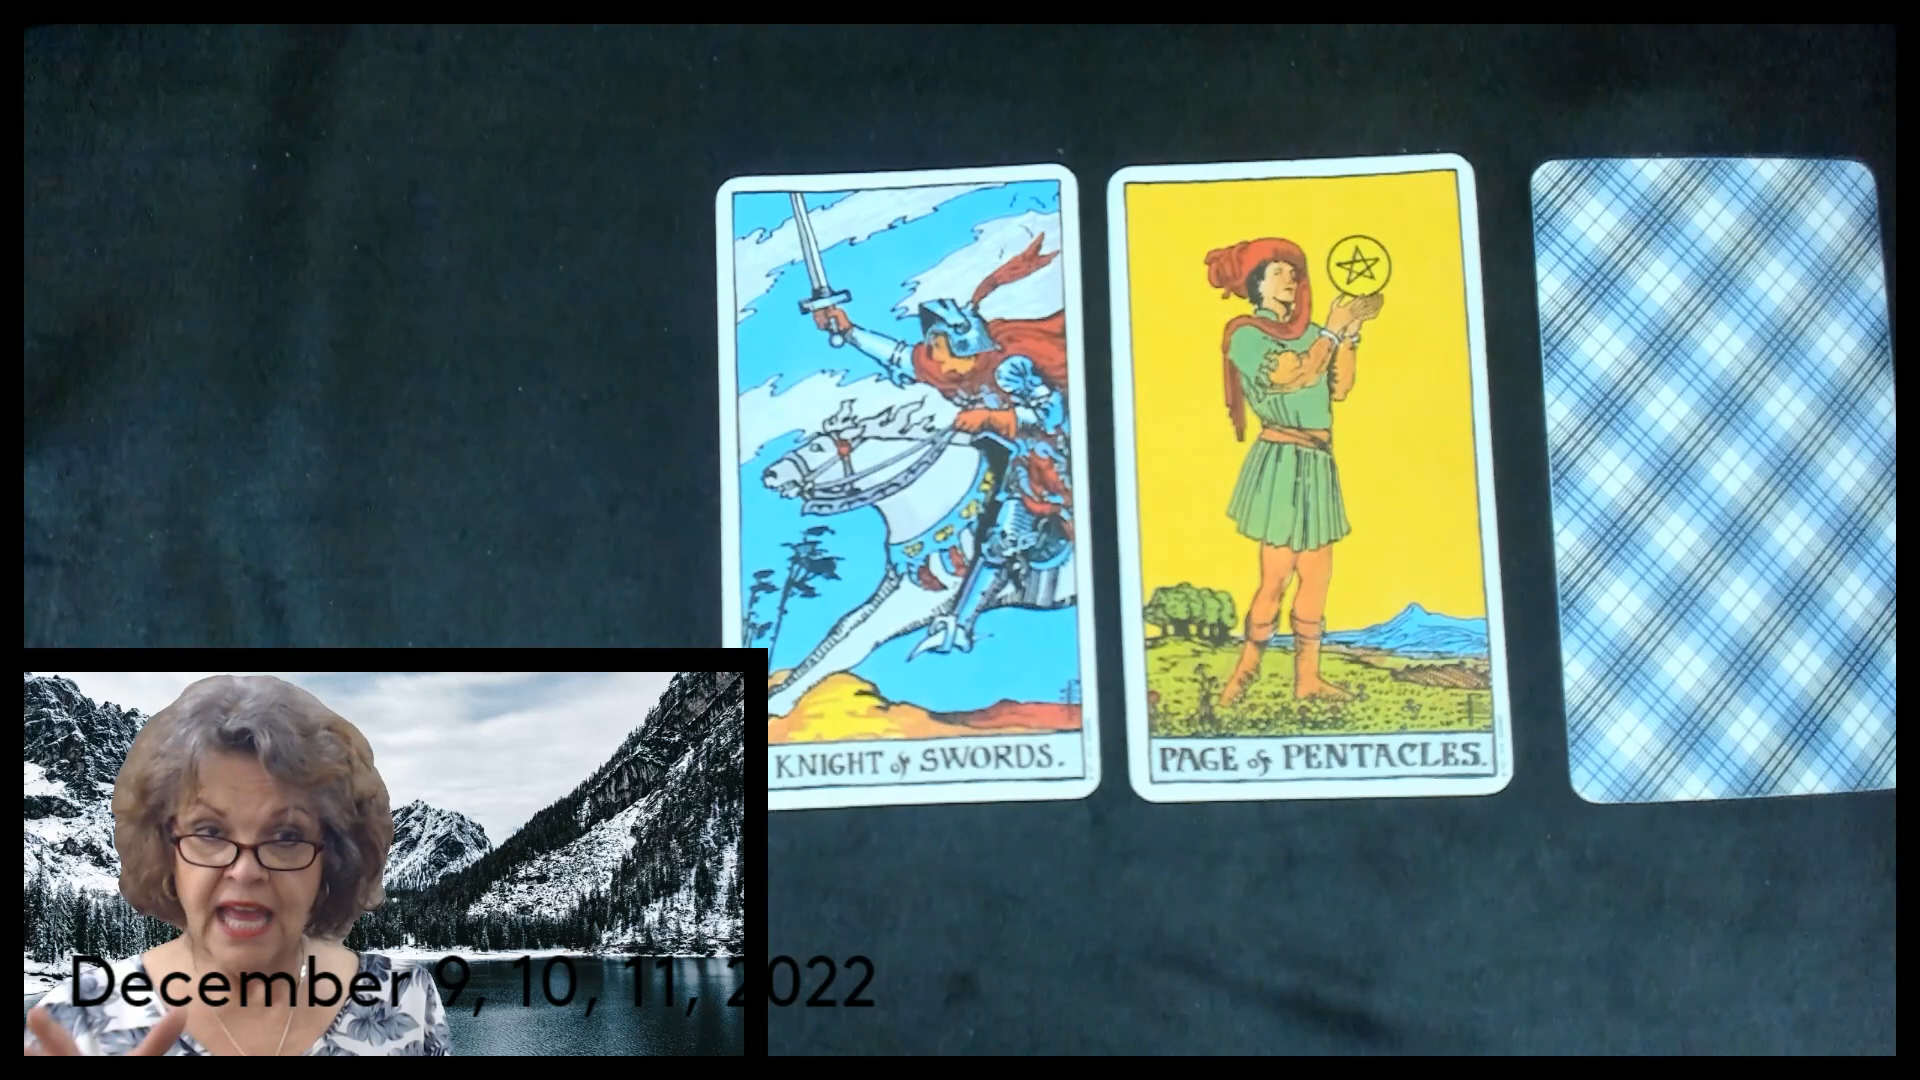 KNIGHT of SWORDS.
PAGE of PENTACLES.
December 9, 10, 11, 2022